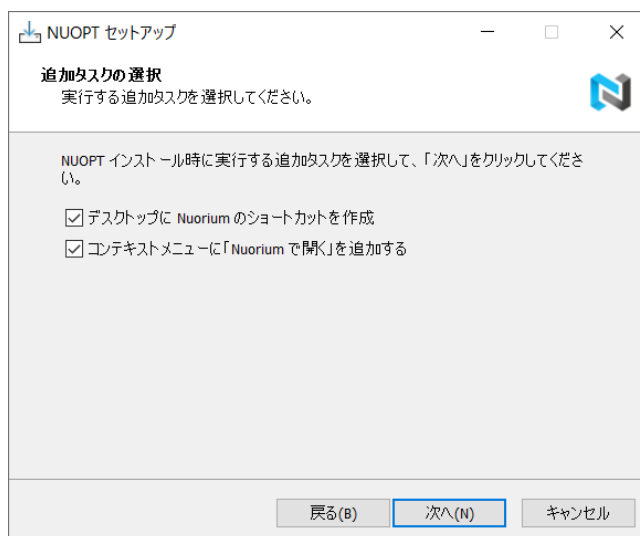 NUOPT セットアップ
追加タスクの選択
実行する追加タスクを選択してください。
NUOPT インストール時に実行する追加タスクを選択して、「次へ」をクリックしてくださ
い。
デスクトップに Nuorium のショートカットを作成
コンテキストメニューに「Nuorium で開く」を追加する
戻る(B) 次へ(N) キャンセル